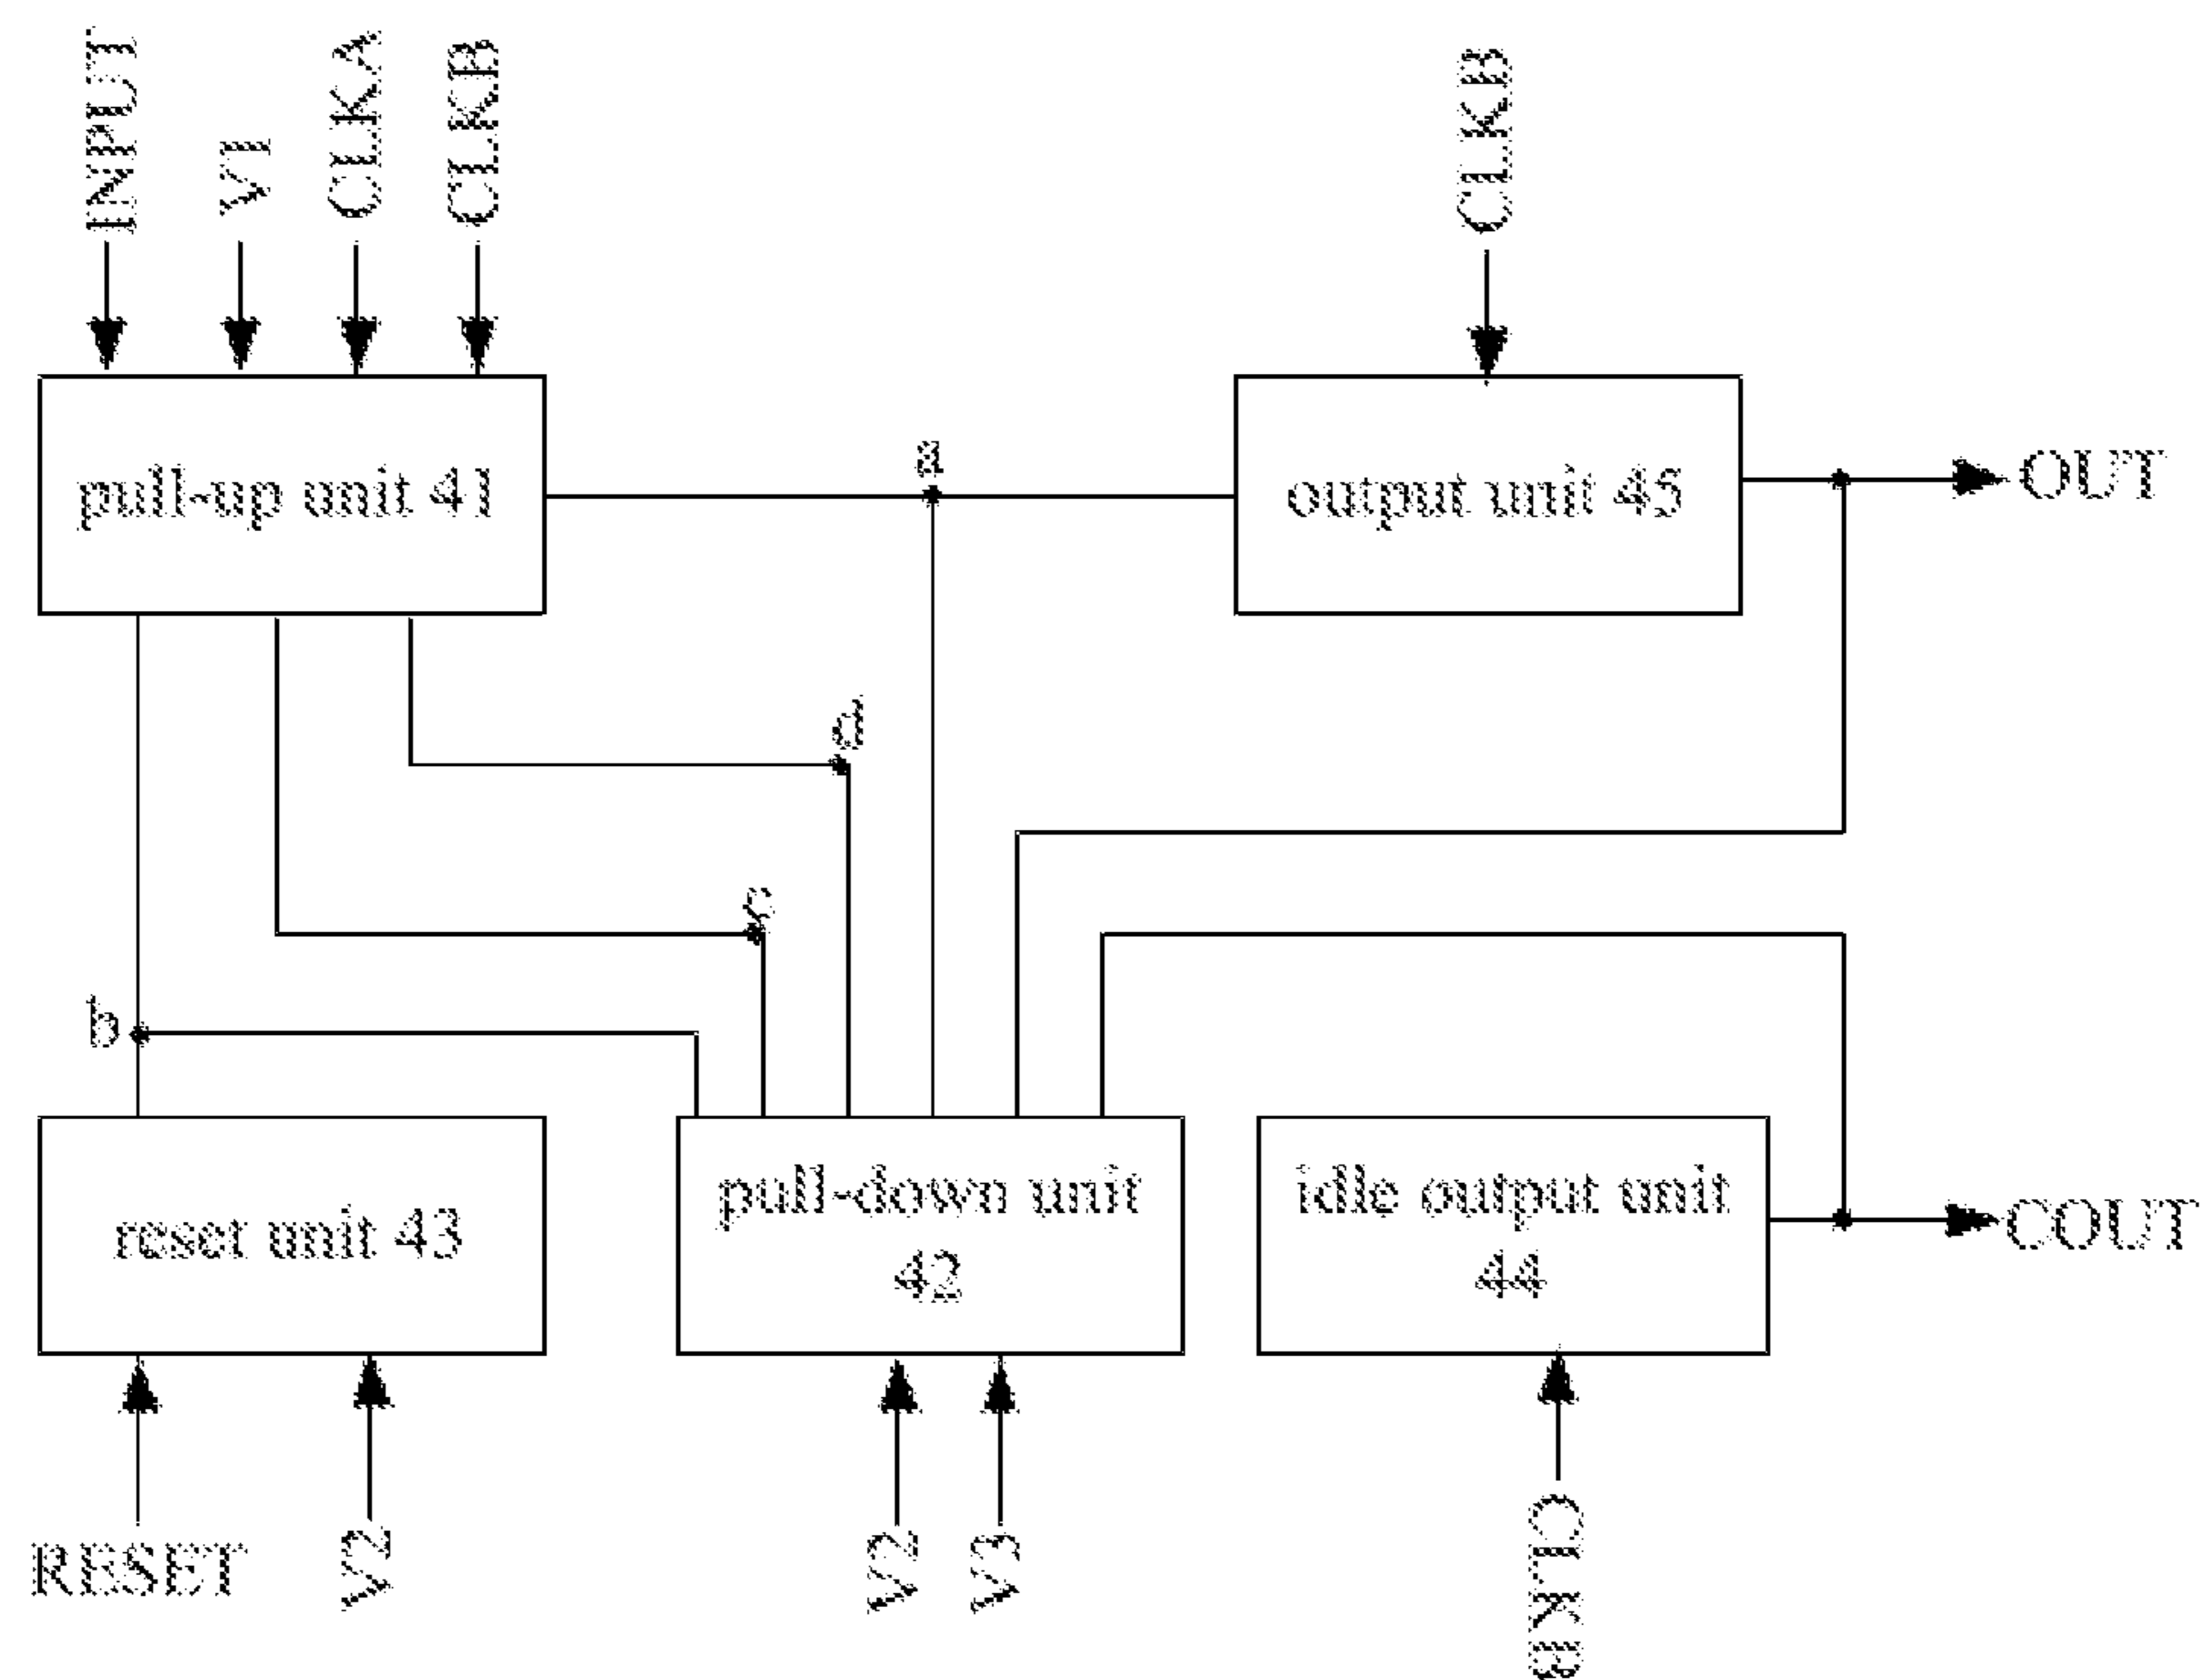 INPUT
V1
CLKA
CLKB
CLKB
pull-up unit 41
a
output unit 45
OUT
d
c
b
reset unit 43
pull-down unit
42
idle output unit
44
COUT
RESET
V2
V2
V3
CLKB